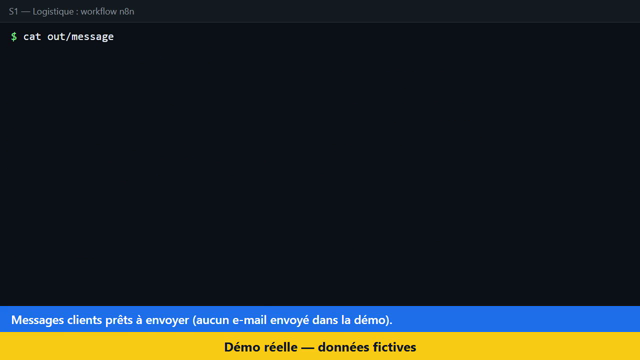 S1 — Logistique : workflow n8n
$ cat out/message
Messages clients prêts à envoyer (aucun e-mail envoyé dans la démo).
Démo réelle — données fictives